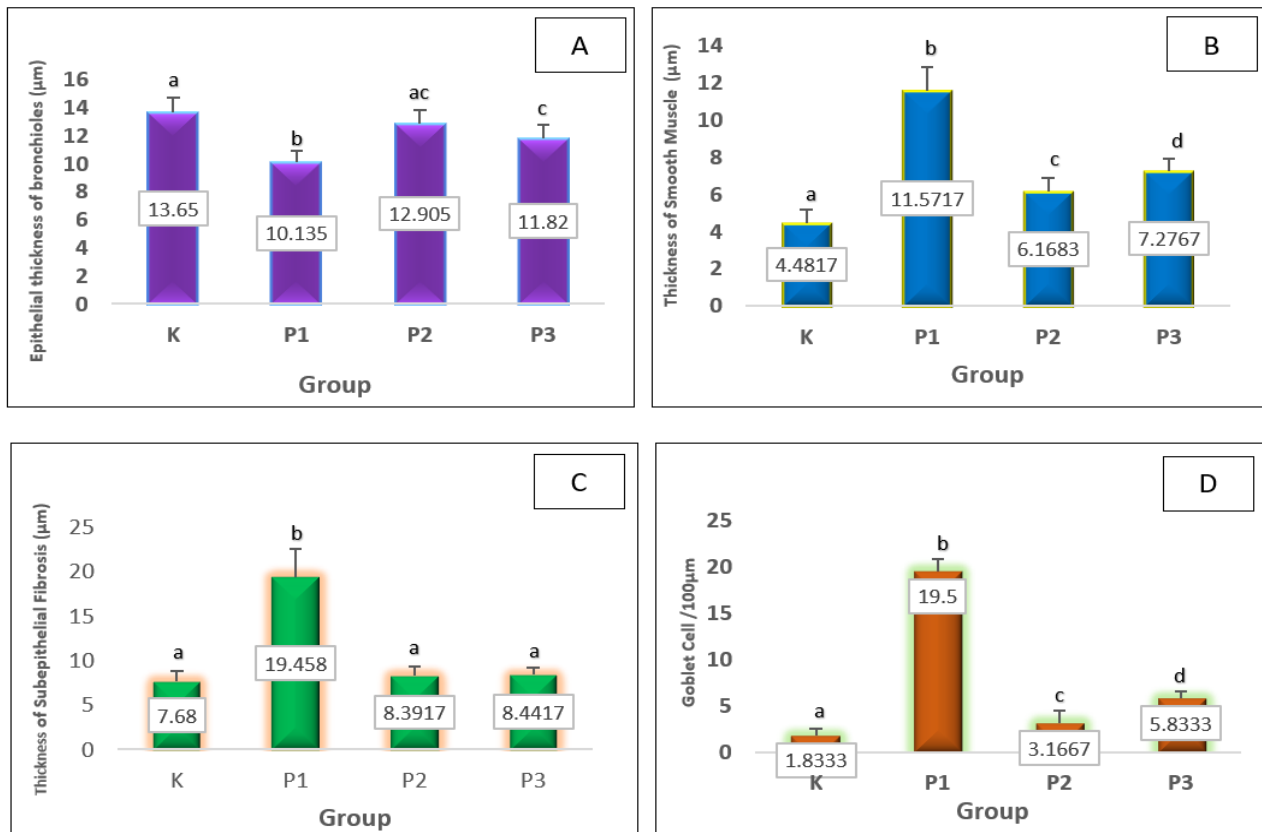 A
Epithelial thickness of bronchioles (µm)
16
14
12
10
8
6
4
2
0
a
b
ac
c
13.65
10.135
12.905
11.82
K P1 P2 P3
Group
B
Thickness of Smooth Muscle (µm)
14
12
10
8
6
4
2
0
a
b
c
d
4.4817
11.5717
6.1683
7.2767
K P1 P2 P3
Group
C
Thickness of Subepithelial Fibrosis (µm)
25
20
15
10
5
0
a
b
a
a
7.68
19.458
8.3917
8.4417
K P1 P2 P3
Group
D
Goblet Cell /100µm
25
20
15
10
5
0
a
b
c
d
1.8333
19.5
3.1667
5.8333
K P1 P2 P3
Group